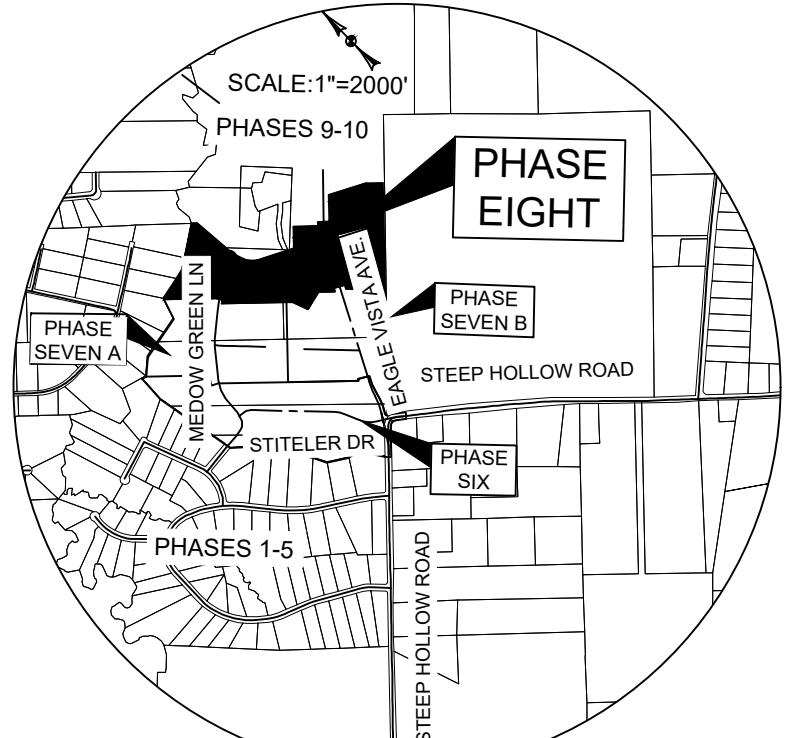 SCALE:1"=2000'
PHASES 9-10
PHASE
EIGHT
MEDOW GREEN LN
EAGLE VISTA AVE.
PHASE
SEVEN B
PHASE
SEVEN A
STEEP HOLLOW ROAD
STITELER DR
PHASE
SIX
PHASES 1-5
STEEP HOLLOW ROAD